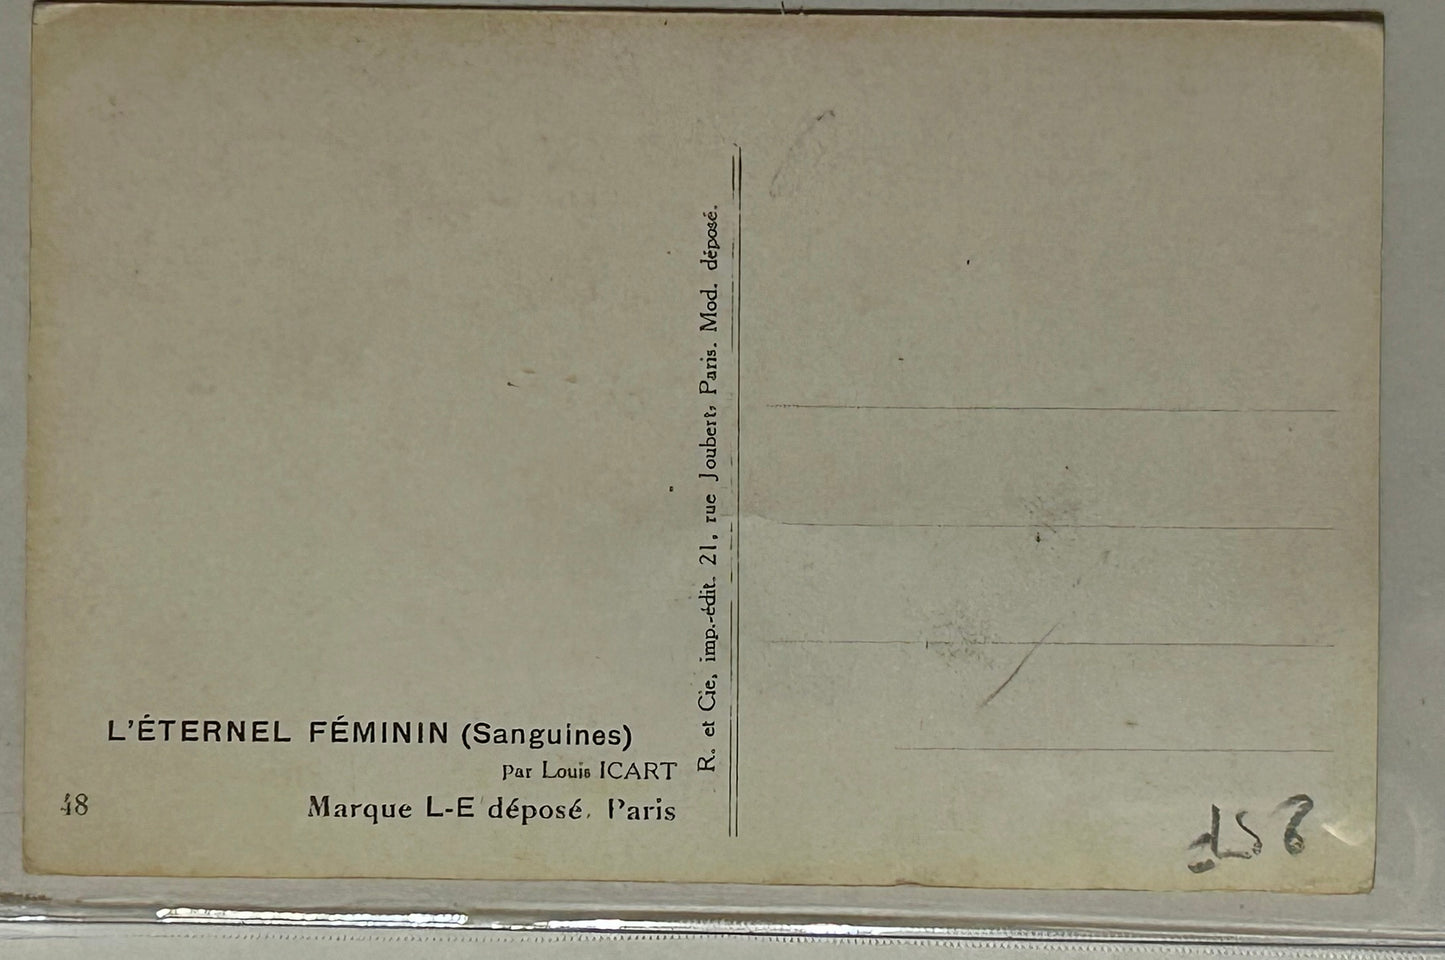 L'ÉTERNEL FÉMININ (Sanguines)
par Louis ICART
48
Marque L-E déposé. Paris
R. et Cie, imp.-édit. 21, rue Joubert, Paris. Mod. déposé.